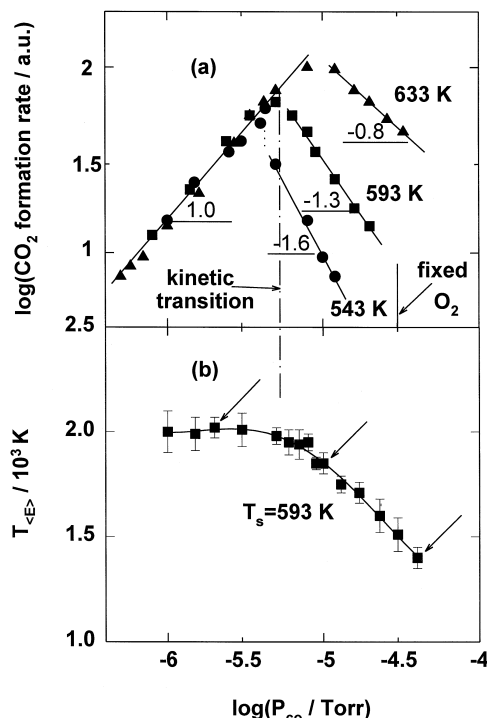 (a)
2
1.5
1
2.5
log(CO₂ formation rate / a.u.)
633 K
-0.8
593 K
-1.3
1.0
-1.6
543 K
kinetic
transition
fixed
O₂
(b)
2.0
1.5
1.0
T<E> / 10³ K
Tₛ=593 K
-6 -5.5 -5 -4.5 -4
log(P_co / Torr)